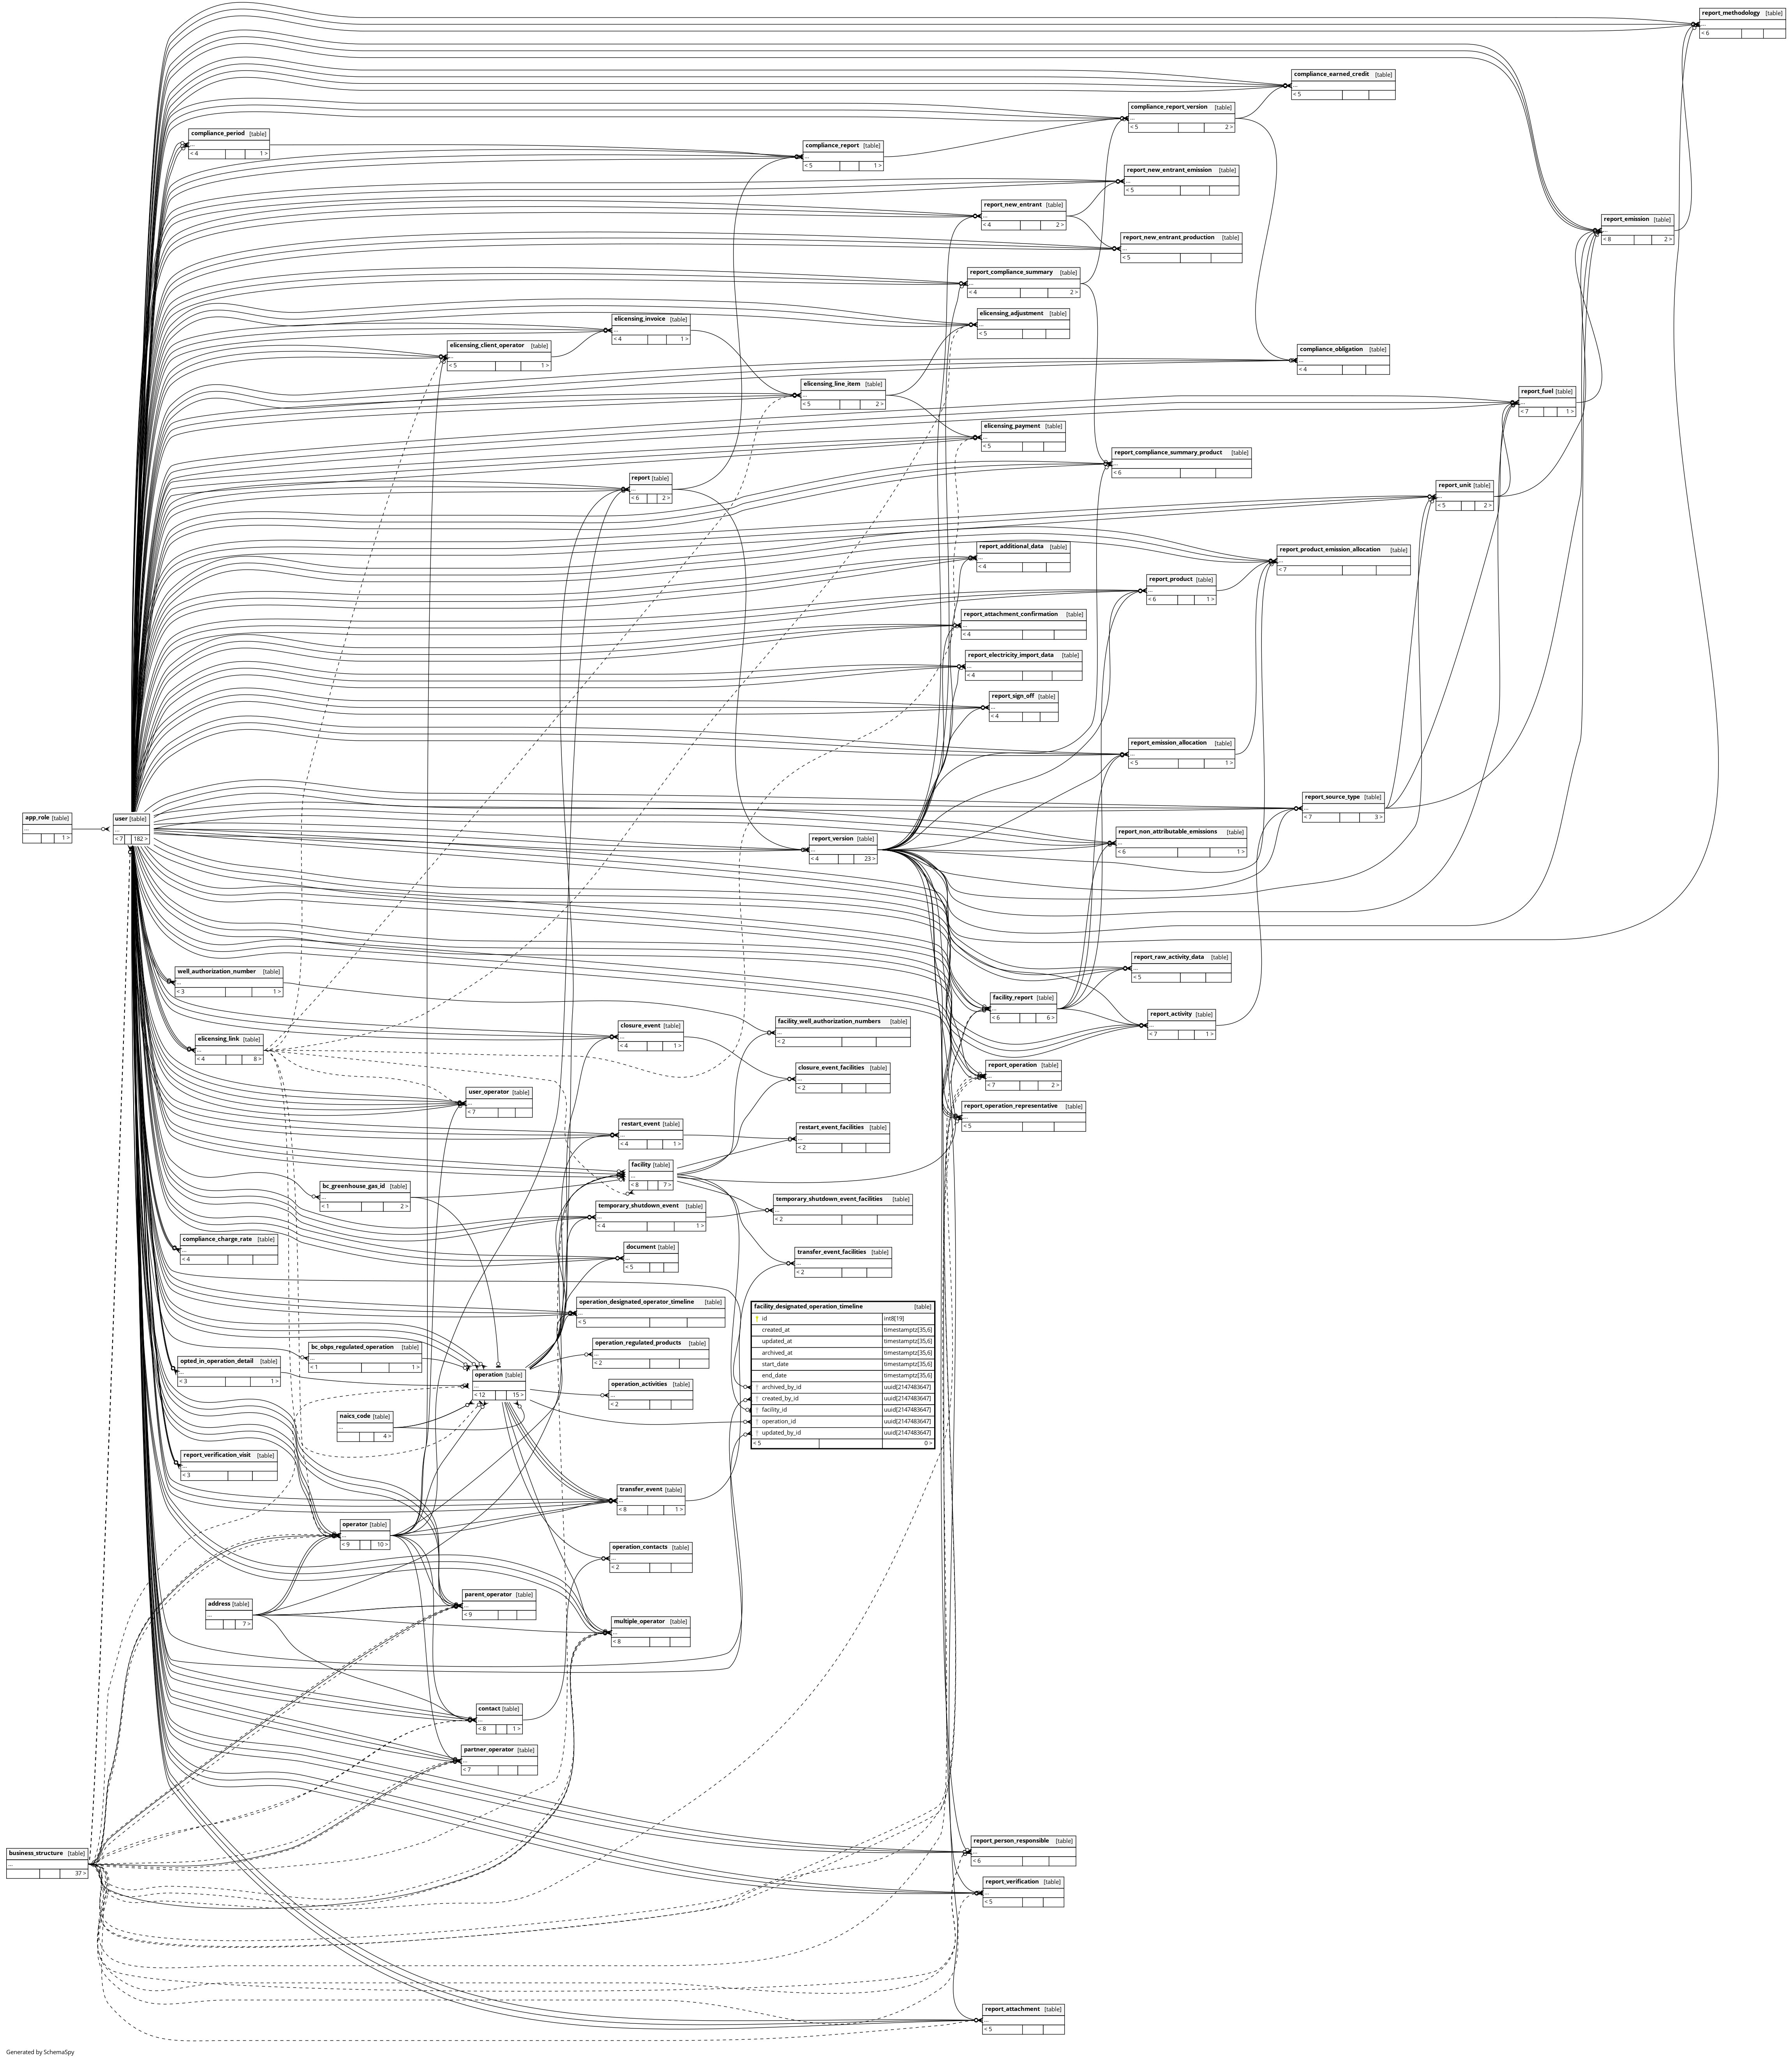 report_methodology [table]
...
< 6
compliance_earned_credit [table]
...
< 5
compliance_report_version [table]
...
< 5 2 >
compliance_period [table]
...
< 4 1 >
compliance_report [table]
...
< 5 1 >
report_new_entrant_emission [table]
...
< 5
report_new_entrant [table]
...
< 4 2 >
report_emission [table]
...
< 8 2 >
report_new_entrant_production [table]
...
< 5
report_compliance_summary [table]
...
< 4 2 >
elicensing_adjustment [table]
...
< 5
elicensing_invoice [table]
...
< 4 1 >
elicensing_client_operator [table]
...
< 5 1 >
compliance_obligation [table]
...
< 4
elicensing_line_item [table]
...
< 5 2 >
report_fuel [table]
...
< 7 1 >
elicensing_payment [table]
...
< 5
report_compliance_summary_product [table]
...
< 6
report [table]
...
< 6 2 >
report_unit [table]
...
< 5 2 >
report_additional_data [table]
...
< 4
report_product_emission_allocation [table]
...
< 7
report_product [table]
...
< 6 1 >
report_attachment_confirmation [table]
...
< 4
report_electricity_import_data [table]
...
< 4
report_sign_off [table]
...
< 4
report_emission_allocation [table]
...
< 5 1 >
report_source_type [table]
...
< 7 3 >
app_role [table]
...
1 >
user [table]
...
< 7 182 >
report_non_attributable_emissions [table]
...
< 6 1 >
report_version [table]
...
< 4 23 >
report_raw_activity_data [table]
...
< 5
well_authorization_number [table]
...
< 3 1 >
facility_report [table]
...
< 6 6 >
report_activity [table]
...
< 7 1 >
closure_event [table]
...
< 4 1 >
facility_well_authorization_numbers [table]
...
< 2
elicensing_link [table]
...
< 4 8 >
closure_event_facilities [table]
...
< 2
report_operation [table]
...
< 7 2 >
user_operator [table]
...
< 7
report_operation_representative [table]
...
< 5
restart_event [table]
...
< 4 1 >
restart_event_facilities [table]
...
< 2
facility [table]
...
< 8 7 >
bc_greenhouse_gas_id [table]
...
< 1 2 >
temporary_shutdown_event_facilities [table]
...
< 2
temporary_shutdown_event [table]
...
< 4 1 >
compliance_charge_rate [table]
...
< 4
document [table]
...
< 5
transfer_event_facilities [table]
...
< 2
operation_designated_operator_timeline [table]
...
< 5
facility_designated_operation_timeline [table]
id int8[19]
created_at timestamptz[35,6]
updated_at timestamptz[35,6]
archived_at timestamptz[35,6]
start_date timestamptz[35,6]
end_date timestamptz[35,6]
archived_by_id uuid[2147483647]
created_by_id uuid[2147483647]
facility_id uuid[2147483647]
operation_id uuid[2147483647]
updated_by_id uuid[2147483647]
< 5 0 >
operation_regulated_products [table]
...
< 2
bc_obps_regulated_operation [table]
...
< 1 1 >
opted_in_operation_detail [table]
...
< 3 1 >
operation [table]
...
< 12 15 >
operation_activities [table]
...
< 2
naics_code [table]
...
4 >
report_verification_visit [table]
...
< 3
transfer_event [table]
...
< 8 1 >
operator [table]
...
< 9 10 >
operation_contacts [table]
...
< 2
parent_operator [table]
...
< 9
address [table]
...
7 >
multiple_operator [table]
...
< 8
contact [table]
...
< 8 1 >
partner_operator [table]
...
< 7
report_person_responsible [table]
...
< 6
business_structure [table]
...
37 >
report_verification [table]
...
< 5
report_attachment [table]
...
< 5
Generated by SchemaSpy